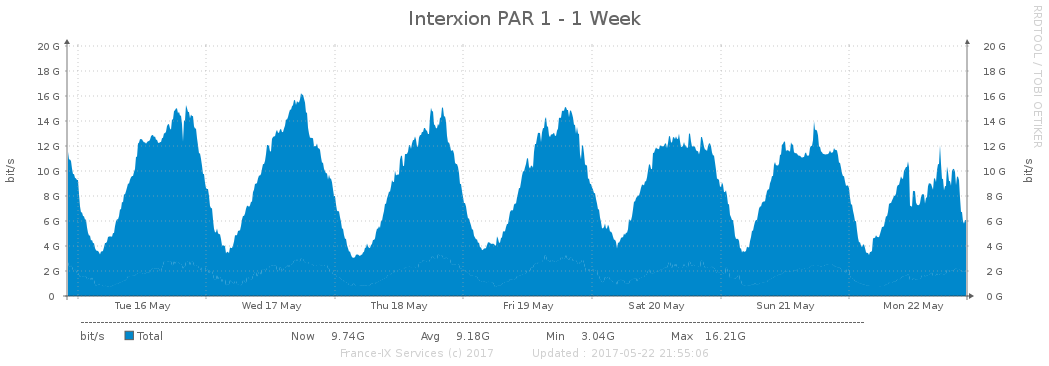 Interxion PAR 1 - 1 Week
RRDTOOL / TOBI OETIKER
20 G 20 G
18 G 18 G
16 G 16 G
14 G 14 G
12 G 12 G
10 G 10 G
8 G 8 G
6 G 6 G
4 G 4 G
2 G 2 G
0 0 G
bit/s
bit/s
Tue 16 May Wed 17 May Thu 18 May Fri 19 May Sat 20 May Sun 21 May Mon 22 May
bit/s Total Now 9.74G Avg 9.18G Min 3.04G Max 16.21G
France-IX Services (c) 2017 Updated : 2017-05-22 21:55:06